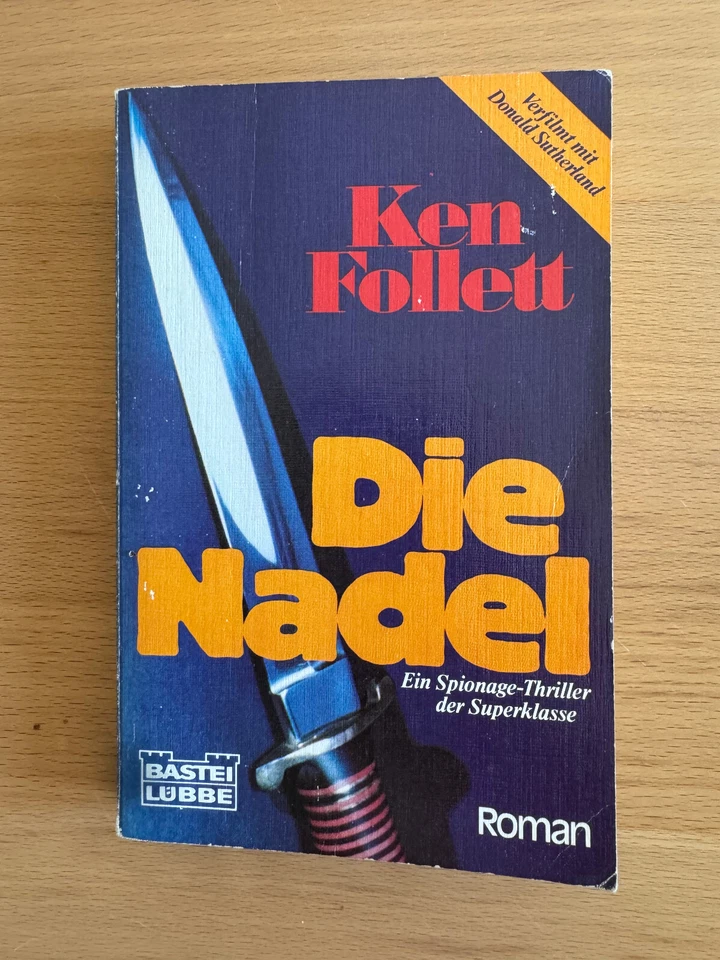 Verfilmt mit
Donald Sutherland
Ken
Follett
Die
Nadel
Ein Spionage-Thriller
der Superklasse
BASTEI
LÜBBE
Roman